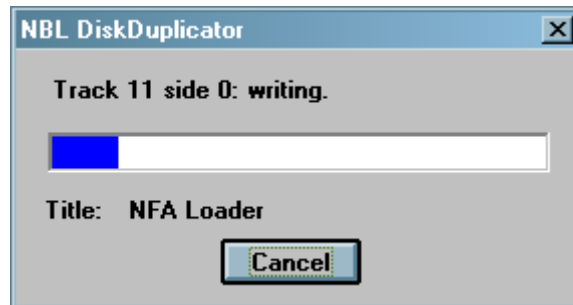 NBL DiskDuplicator
Track 11 side 0: writing.
Title: NFA Loader
Cancel